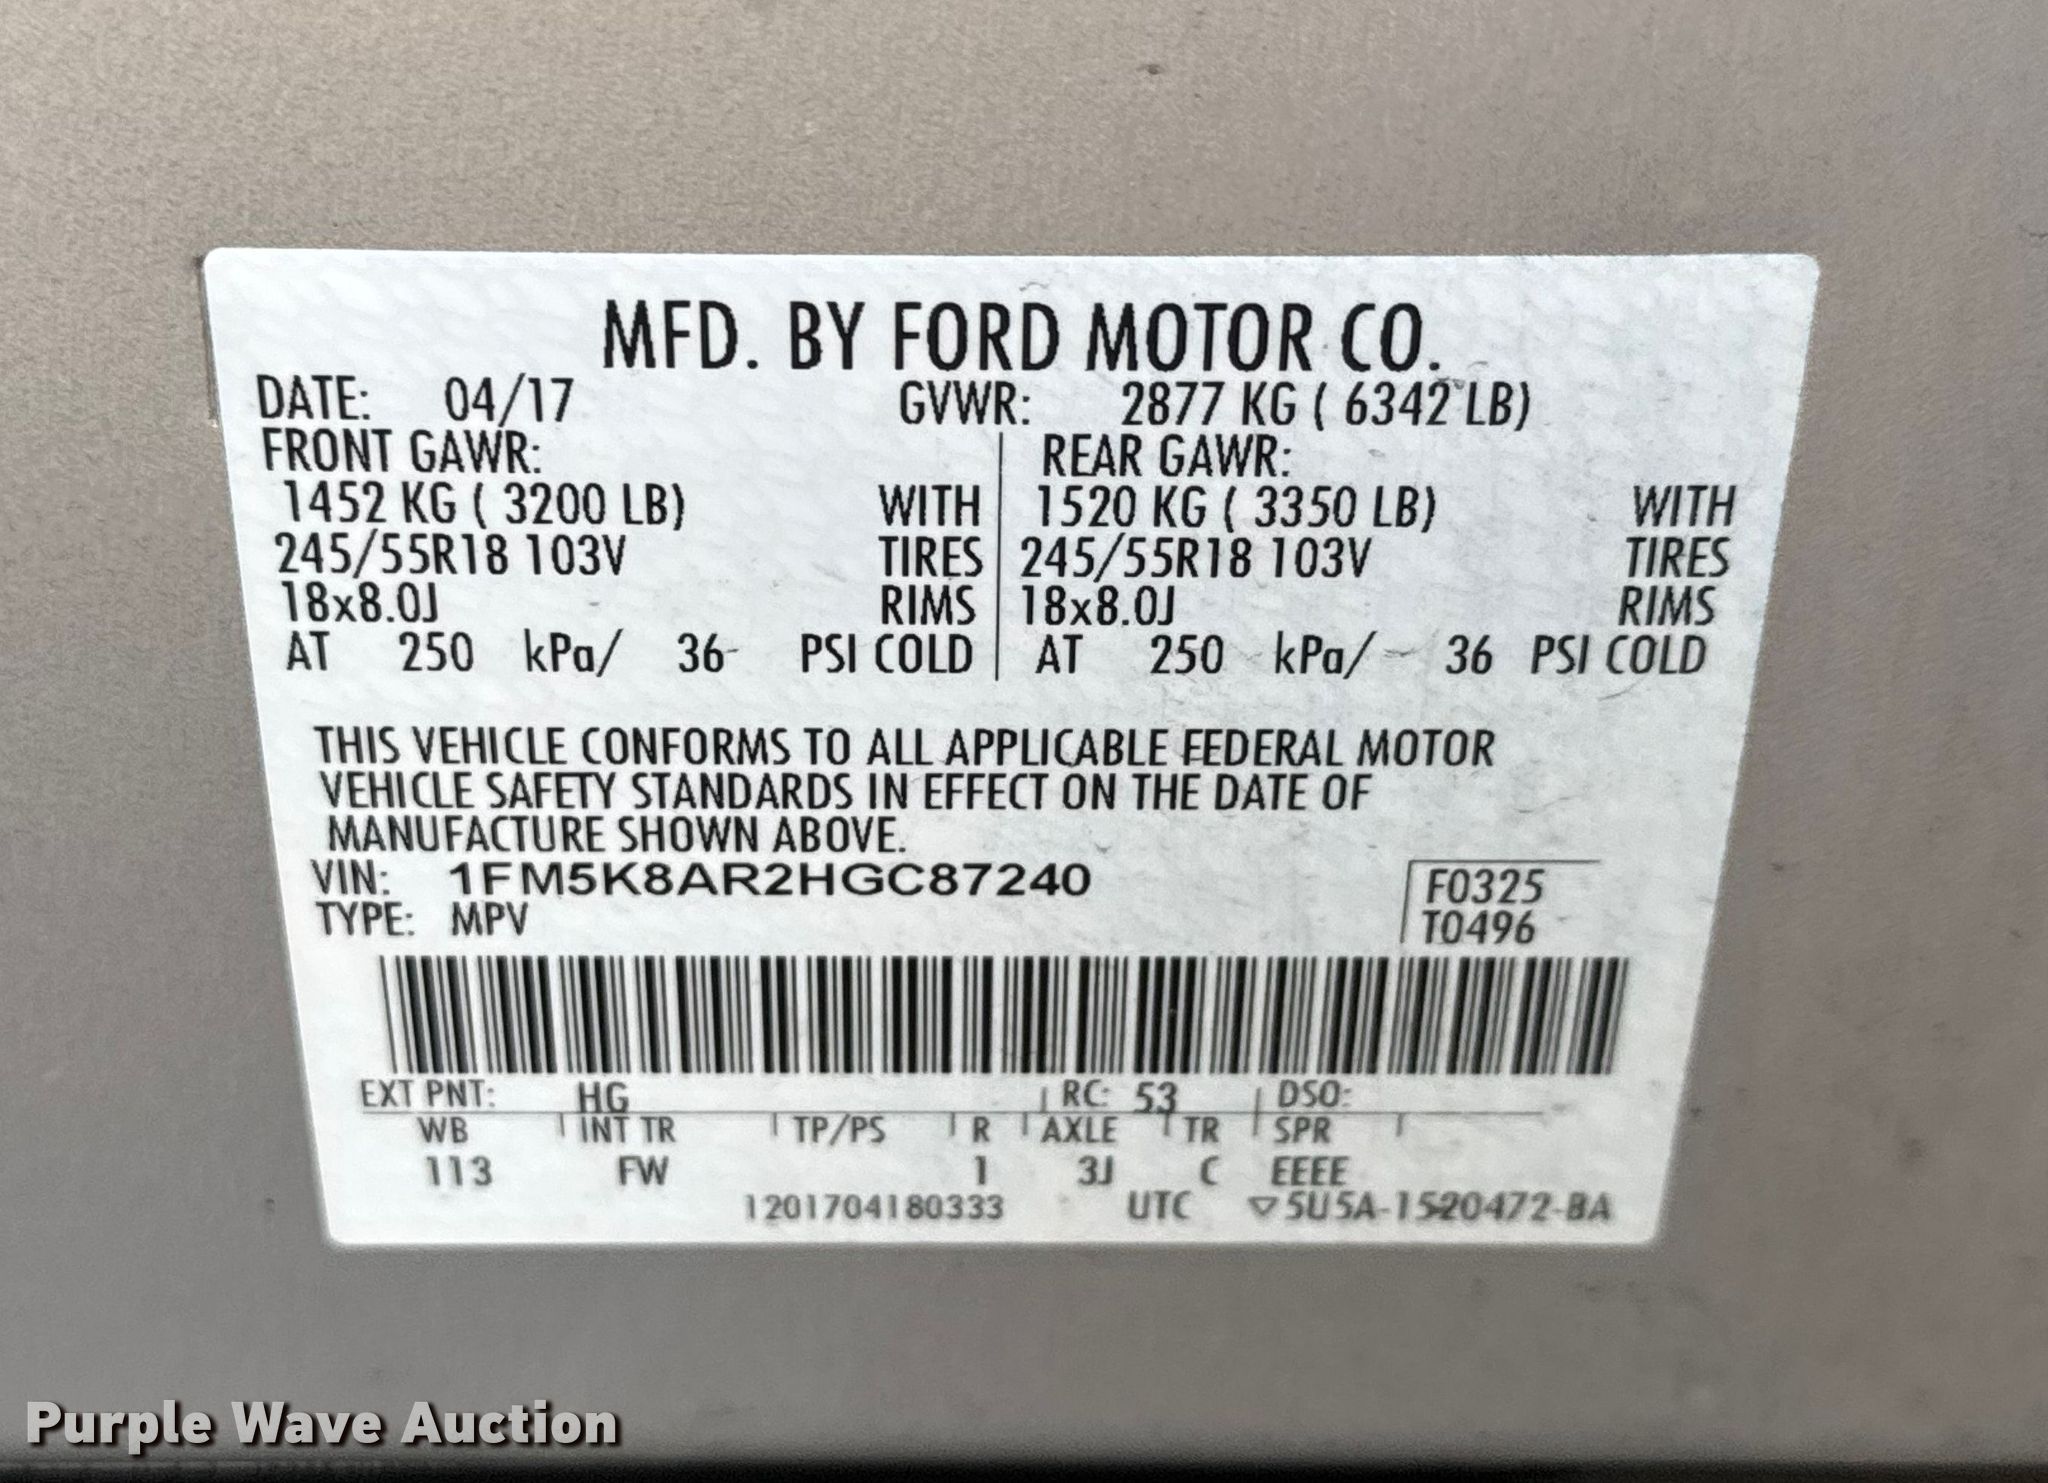 MFD. BY FORD MOTOR CO.
DATE: 04/17 GVWR: 2877 KG ( 6342 LB)
FRONT GAWR: REAR GAWR:
1452 KG ( 3200 LB) WITH 1520 KG ( 3350 LB) WITH
245/55R18 103V TIRES 245/55R18 103V TIRES
18x8.0J RIMS 18x8.0J RIMS
AT 250 kPa/ 36 PSI COLD AT 250 kPa/ 36 PSI COLD
THIS VEHICLE CONFORMS TO ALL APPLICABLE FEDERAL MOTOR
VEHICLE SAFETY STANDARDS IN EFFECT ON THE DATE OF
MANUFACTURE SHOWN ABOVE.
VIN: 1FM5K8AR2HGC87240 F0325
TYPE: MPV T0496
EXT PNT: HG RC: 53 DSO:
WB INT TR TP/PS R AXLE TR SPR
113 FW 1 3J C EEEE
1201704180333 UTC ▽5U5A-1520472-BA
Purple Wave Auction